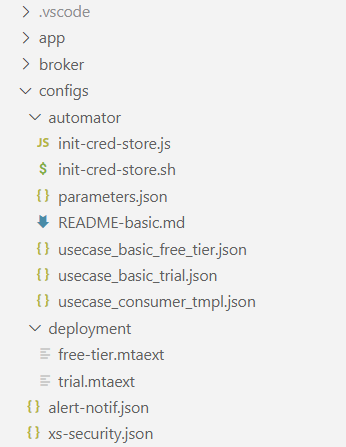 .vscode
app
broker
configs
automator
JS init-cred-store.js
$ init-cred-store.sh
{} parameters.json
README-basic.md
{} usecase_basic_free_tier.json
{} usecase_basic_trial.json
{} usecase_consumer_tmpl.json
deployment
free-tier.mtaext
trial.mtaext
{} alert-notif.json
{} xs-security.json